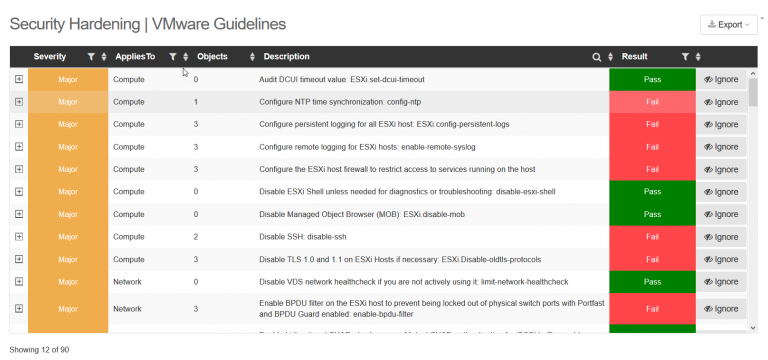 Security Hardening | VMware Guidelines
Export
Severity AppliesTo Objects Description Result
Major Compute 0 Audit DCUI timeout value: ESXi.set-dcui-timeout Pass Ignore
Major Compute 1 Configure NTP time synchronization: config-ntp Fail Ignore
Major Compute 3 Configure persistent logging for all ESXi host: ESXi.config-persistent-logs Fail Ignore
Major Compute 3 Configure remote logging for ESXi hosts: enable-remote-syslog Fail Ignore
Major Compute 3 Configure the ESXi host firewall to restrict access to services running on the host Fail Ignore
Major Compute 0 Disable ESXi Shell unless needed for diagnostics or troubleshooting: disable-esxi-shell Pass Ignore
Major Compute 0 Disable Managed Object Browser (MOB): ESXi.disable-mob Pass Ignore
Major Compute 2 Disable SSH: disable-ssh Fail Ignore
Major Compute 3 Disable TLS 1.0 and 1.1 on ESXi Hosts if necessary: ESXi.Disable-oldtls-protocols Fail Ignore
Major Network 0 Disable VDS network healthcheck if you are not actively using it: limit-network-healthcheck Pass Ignore
Major Network 3 Enable BPDU filter on the ESXi host to prevent being locked out of physical switch ports with Portfast Fail Ignore
and BPDU Guard enabled: enable-bpdu-filter
Showing 12 of 90